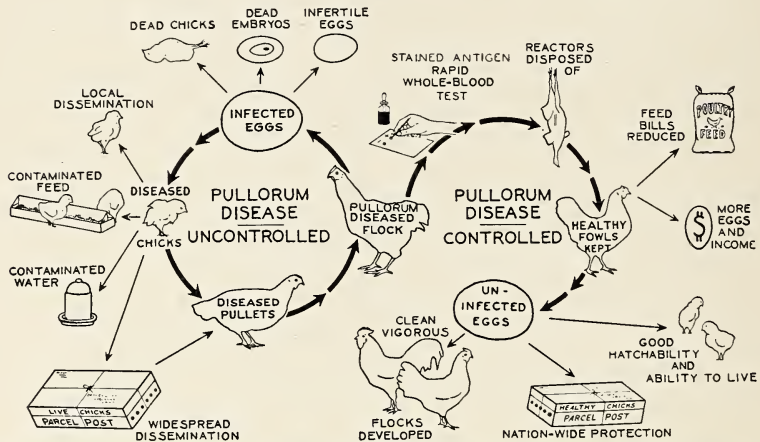 DEAD CHICKS
DEAD
EMBRYOS
INFERTILE
EGGS
STAINED ANTIGEN
RAPID
WHOLE-BLOOD
TEST
REACTORS
DISPOSED
OF
LOCAL
DISSEMINATION
INFECTED
EGGS
FEED
BILLS
REDUCED
POULTRY
FEED
CONTAMINATED
FEED
DISEASED
CHICKS
PULLORUM
DISEASE
UNCONTROLLED
PULLORUM
DISEASED
FLOCK
PULLORUM
DISEASE
CONTROLLED
HEALTHY
FOWLS
KEPT
$
MORE
EGGS
AND
INCOME
CONTAMINATED
WATER
DISEASED
PULLETS
UN-
INFECTED
EGGS
CLEAN
VIGOROUS
FLOCKS
DEVELOPED
GOOD
HATCHABILITY
AND
ABILITY TO LIVE
LIVE CHICKS
PARCEL POST
WIDESPREAD
DISSEMINATION
HEALTHY CHICKS
PARCEL POST
NATION-WIDE PROTECTION